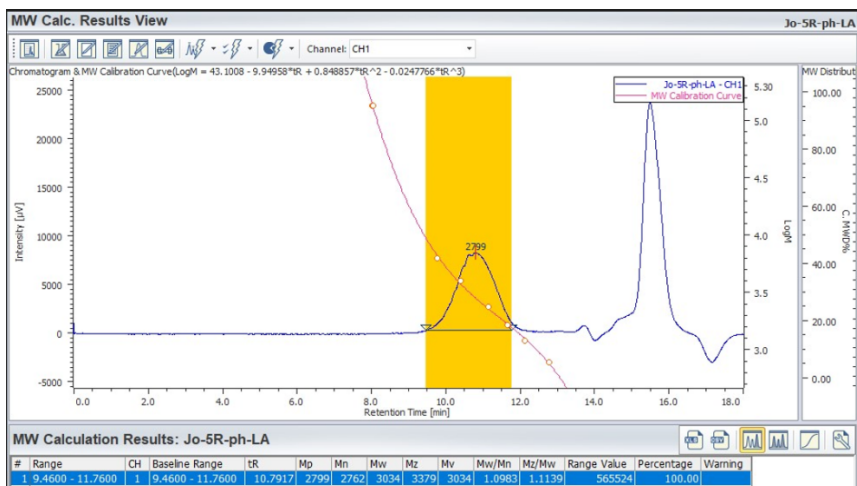 MW Calc. Results View
Jo-5R-ph-LA
Channel: CH1
Chromatogram & MW Calibration Curve(LogM = 43.1008 - 9.94958*tR + 0.848857*tR^2 - 0.0247766*tR^3)
MW Distribut
Jo-5R-ph-LA - CH1
MW Calibration Curve
25000
20000
15000
10000
5000
0
-5000
Intensity [µV]
2799
5.30
5.0
4.5
3.8
3.5
3.0
LogM
100.00
80.00
60.00
40.00
20.00
0.00
C. MWD%
0.0 2.0 4.0 6.0 8.0 10.0 12.0 14.0 16.0 18.0
Retention Time [min]
MW Calculation Results: Jo-5R-ph-LA
# Range CH Baseline Range tR Mp Mn Mw Mz Mv Mw/Mn Mz/Mw Range Value Percentage Warning
1 9.4600 - 11.7600 1 9.4600 - 11.7600 10.7917 2799 2762 3034 3379 3034 1.0983 1.1139 565524 100.00